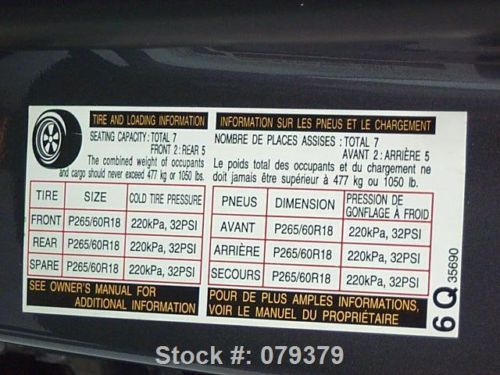 TIRE AND LOADING INFORMATION
SEATING CAPACITY: TOTAL 7
FRONT 2: REAR 5
The combined weight of occupants
and cargo should never exceed 477 kg or 1050 lbs.
TIRE SIZE COLD TIRE PRESSURE
FRONT P265/60R18 220kPa, 32PSI
REAR P265/60R18 220kPa, 32PSI
SPARE P265/60R18 220kPa, 32PSI
SEE OWNER'S MANUAL FOR
ADDITIONAL INFORMATION
INFORMATION SUR LES PNEUS ET LE CHARGEMENT
NOMBRE DE PLACES ASSISES: TOTAL 7
AVANT 2: ARRIÈRE 5
Le poids total des occupants et du chargement ne
doit jamais être supérieur à 477 kg ou 1050 lb.
PNEUS DIMENSION PRESSION DE
GONFLAGE À FROID
AVANT P265/60R18 220kPa, 32PSI
ARRIÈRE P265/60R18 220kPa, 32PSI
SECOURS P265/60R18 220kPa, 32PSI
POUR DE PLUS AMPLES INFORMATIONS,
VOIR LE MANUEL DU PROPRIÉTAIRE
6Q 35690
Stock #: 079379